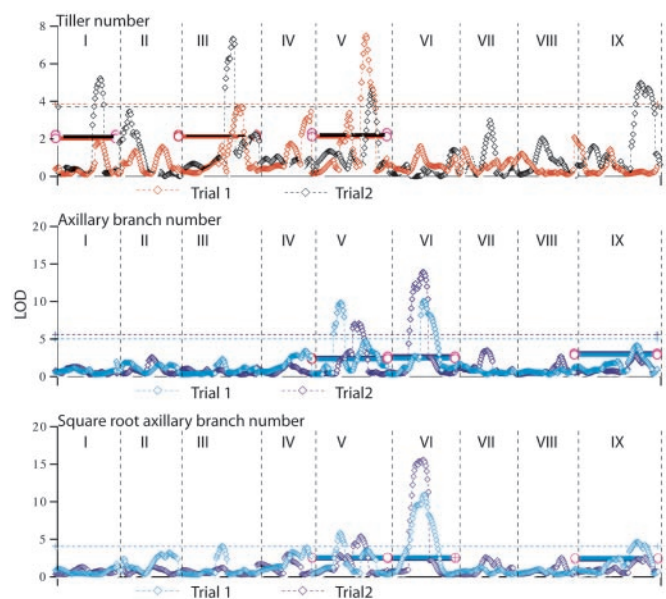 Tiller number
8
I II III IV V VI VII VIII IX
6
4
2
0
Trial 1 Trial2
Axillary branch number
20
I II III IV V VI VII VIII IX
15
10
5
0
LOD
Trial 1 Trial2
Square root axillary branch number
20
I II III IV V VI VII VIII IX
15
10
5
0
Trial 1 Trial2